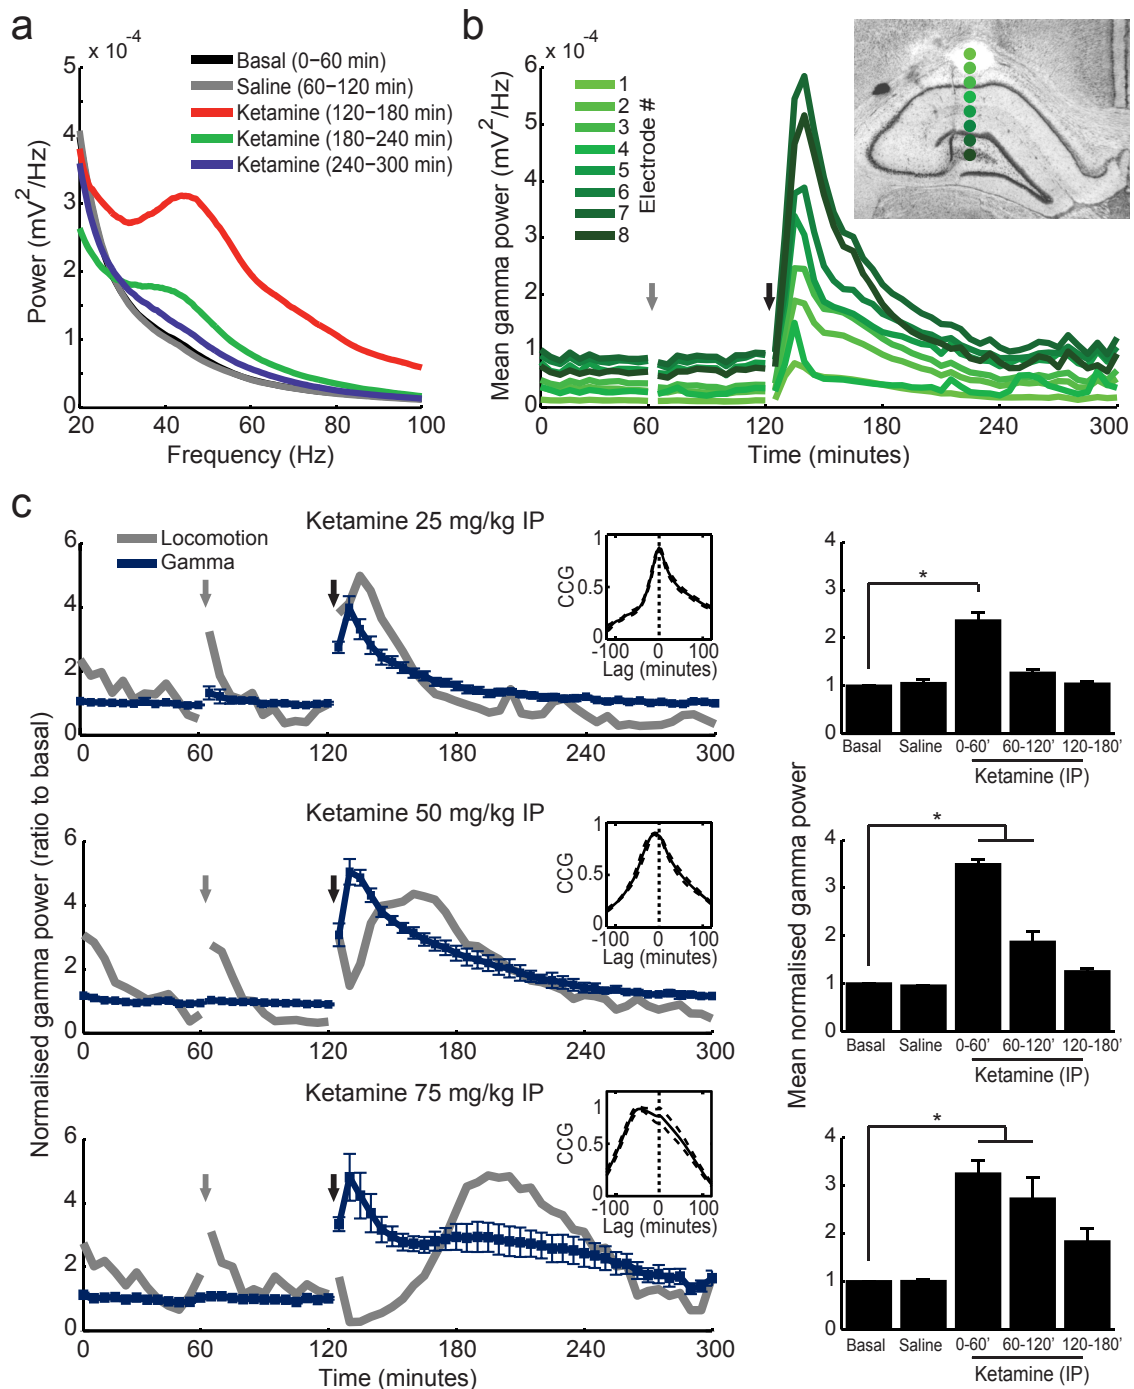 a
x 10-4
Basal (0–60 min)
Saline (60–120 min)
Ketamine (120–180 min)
Ketamine (180–240 min)
Ketamine (240–300 min)
5
4
3
2
1
0
Power (mV2/Hz)
20 40 60 80 100
Frequency (Hz)
b
x 10-4
6
4
2
0
Mean gamma power (mV2/Hz)
1
2
3
4
5
6
7
8
Electrode #
0 60 120 180 240 300
Time (minutes)
c
Normalised gamma power (ratio to basal)
Mean normalised gamma power
Ketamine 25 mg/kg IP
Locomotion
Gamma
6
4
2
0
0 60 120 180 240 300
CCG
1
0.5
0
-100 0 100
Lag (minutes)
4
3
2
1
0
*
Basal Saline 0-60' 60-120' 120-180'
Ketamine (IP)
Ketamine 50 mg/kg IP
6
4
2
0
0 60 120 180 240 300
CCG
1
0.5
0
-100 0 100
Lag (minutes)
4
3
2
1
0
*
Basal Saline 0-60' 60-120' 120-180'
Ketamine (IP)
Ketamine 75 mg/kg IP
6
4
2
0
0 60 120 180 240 300
Time (minutes)
CCG
1
0.5
0
-100 0 100
Lag (minutes)
4
3
2
1
0
*
Basal Saline 0-60' 60-120' 120-180'
Ketamine (IP)